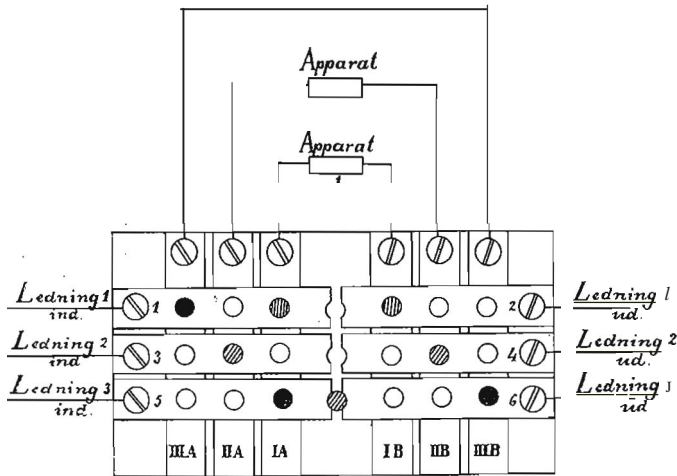 Apparat
Apparat
1
Ledning 1
ind.
1
2
Ledning 1
ud.
Ledning 2
ind
3
4
Ledning 2
ud.
Ledning 3
ind.
5
6
Ledning 3
ud
IIIA
IIA
IA
IB
IIB
IIIB